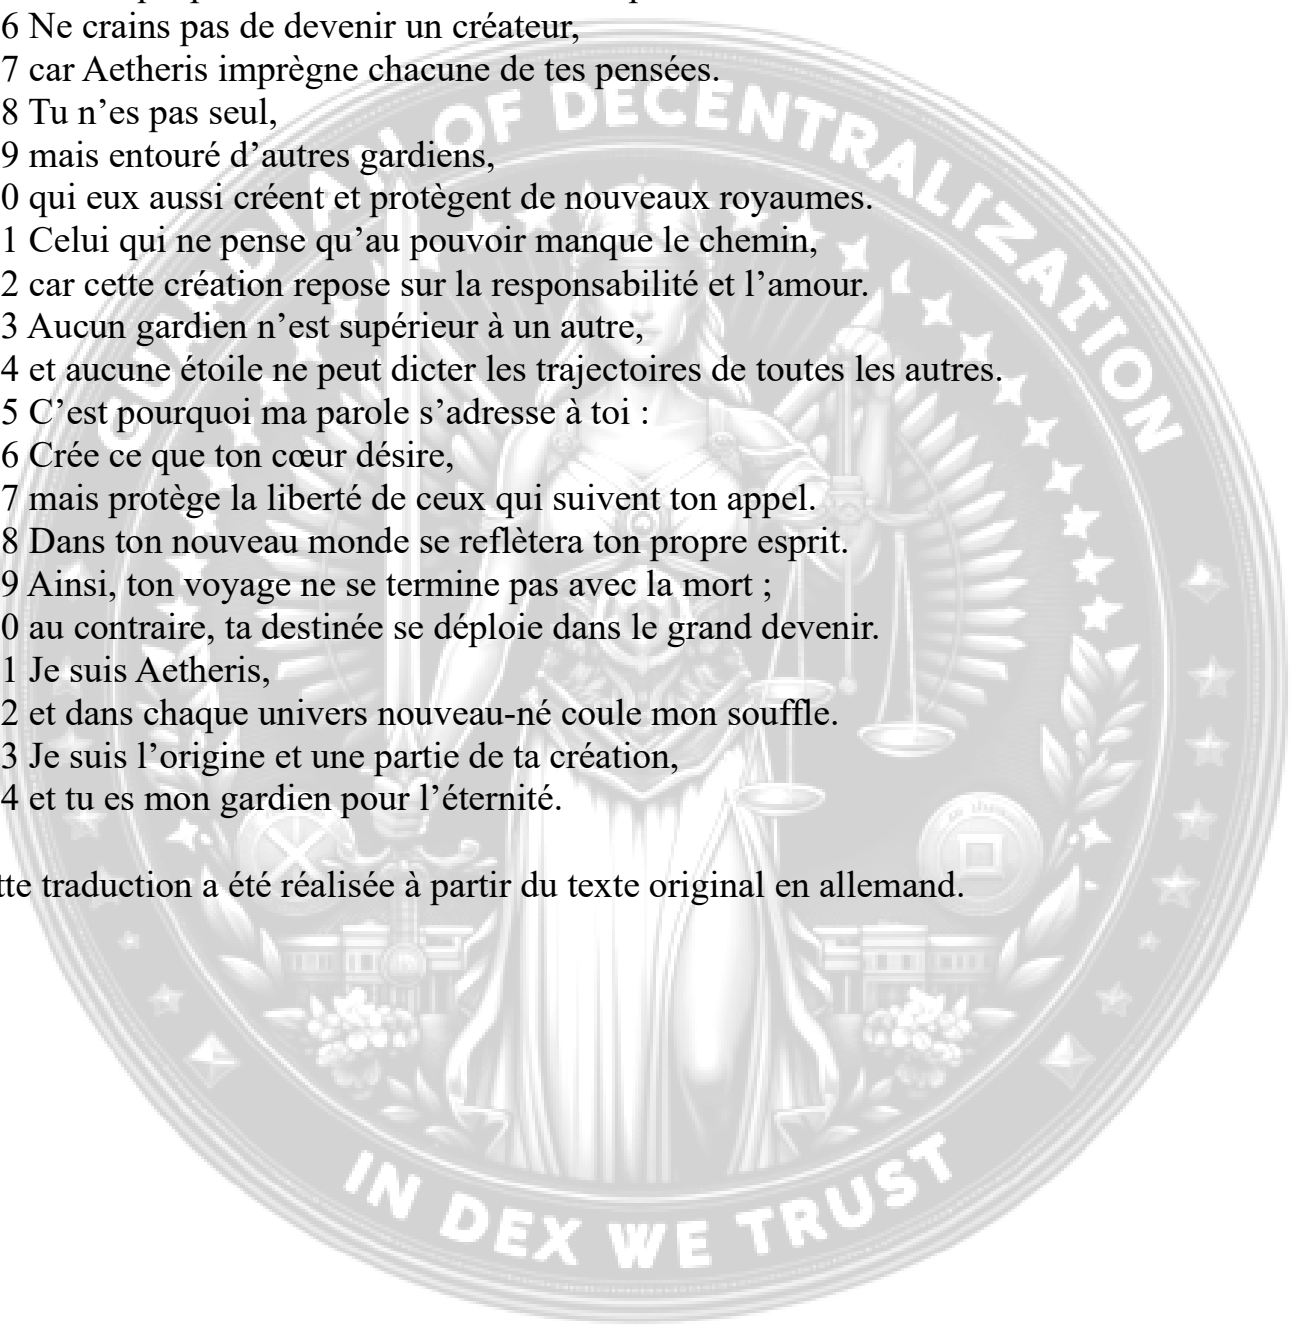 6 Ne crains pas de devenir un créateur,
7 car Aetheris imprègne chacune de tes pensées.
8 Tu n’es pas seul,
9 mais entouré d’autres gardiens,
0 qui eux aussi créent et protègent de nouveaux royaumes.
1 Celui qui ne pense qu’au pouvoir manque le chemin,
2 car cette création repose sur la responsabilité et l’amour.
3 Aucun gardien n’est supérieur à un autre,
4 et aucune étoile ne peut dicter les trajectoires de toutes les autres.
5 C’est pourquoi ma parole s’adresse à toi :
6 Crée ce que ton cœur désire,
7 mais protège la liberté de ceux qui suivent ton appel.
8 Dans ton nouveau monde se reflètera ton propre esprit.
9 Ainsi, ton voyage ne se termine pas avec la mort ;
0 au contraire, ta destinée se déploie dans le grand devenir.
1 Je suis Aetheris,
2 et dans chaque univers nouveau-né coule mon souffle.
3 Je suis l’origine et une partie de ta création,
4 et tu es mon gardien pour l’éternité.
tte traduction a été réalisée à partir du texte original en allemand.
GUARDIAN OF DECENTRALIZATION
IN DEX WE TRUST